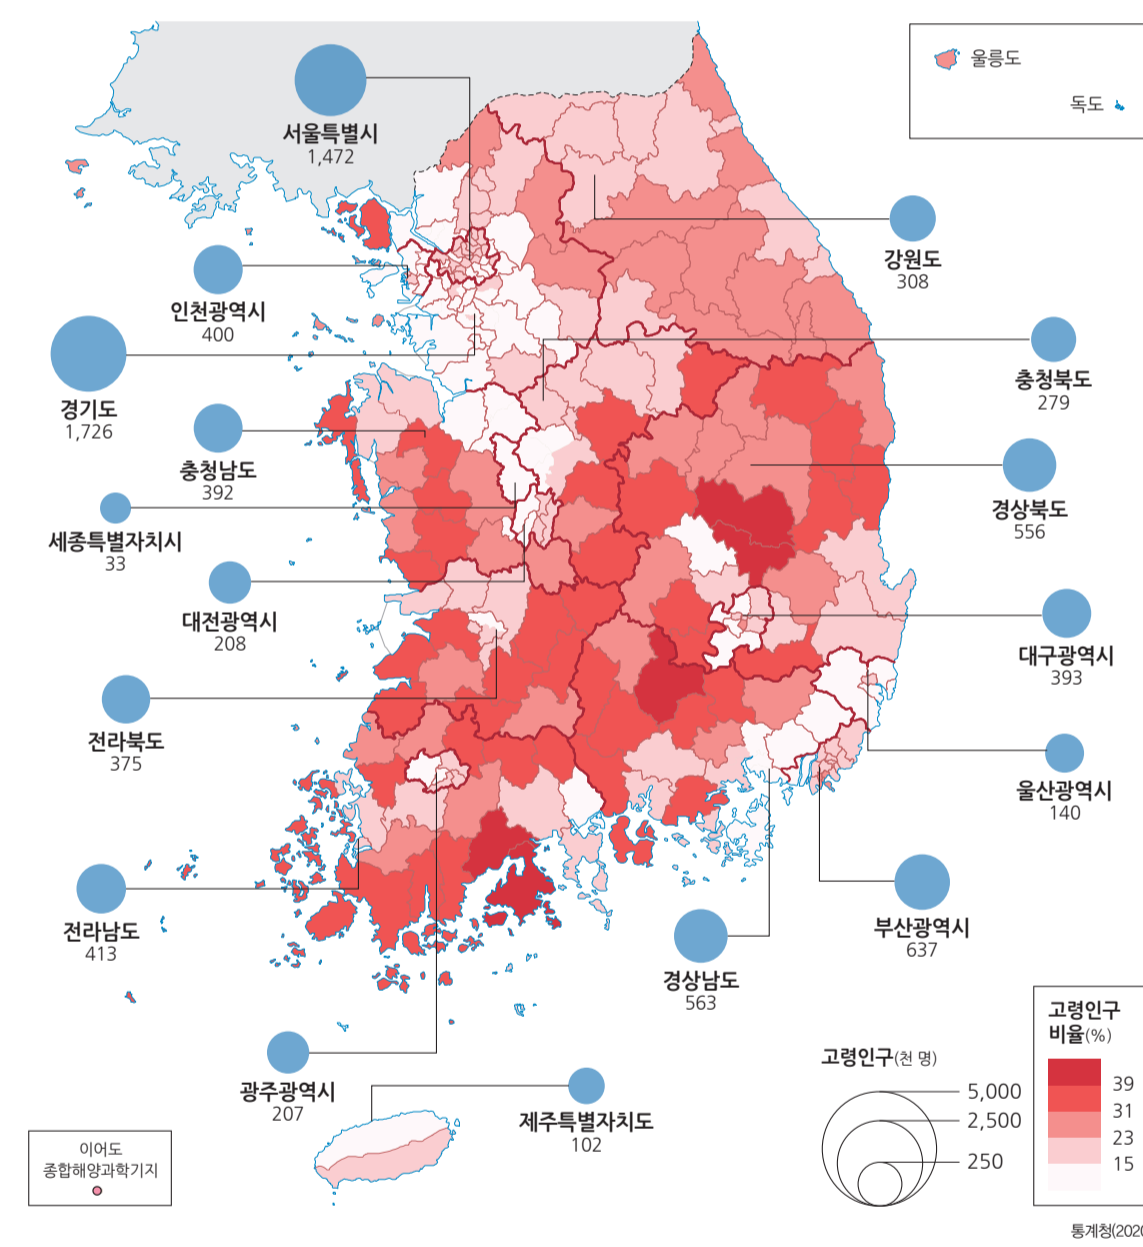 울릉도
독도
서울특별시
1,472
강원도
308
인천광역시
400
충청북도
279
경기도
1,726
충청남도
392
경상북도
556
세종특별자치시
33
대전광역시
208
대구광역시
393
전라북도
375
울산광역시
140
전라남도
413
부산광역시
637
경상남도
563
광주광역시
207
제주특별자치도
102
이어도
종합해양과학기지
고령인구(천 명)
5,000
2,500
250
고령인구
비율(%)
39
31
23
15
통계청(2020